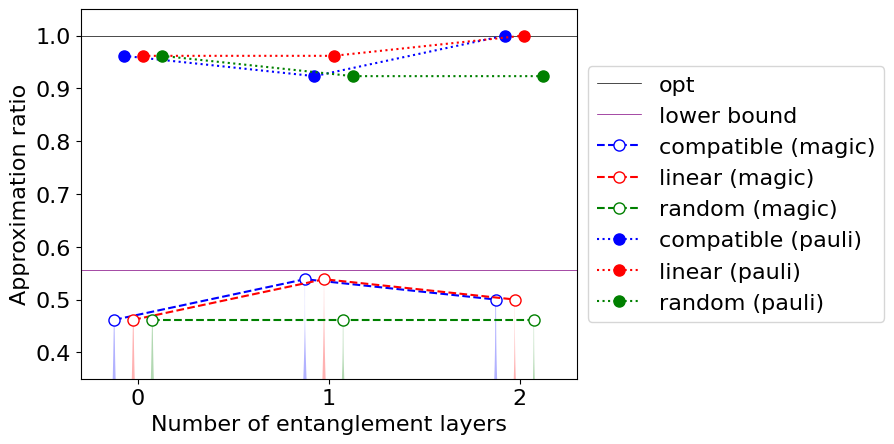 1.0
0.9
0.8
0.7
0.6
0.5
0.4
Approximation ratio
0 1 2
Number of entanglement layers
opt
lower bound
compatible (magic)
linear (magic)
random (magic)
compatible (pauli)
linear (pauli)
random (pauli)